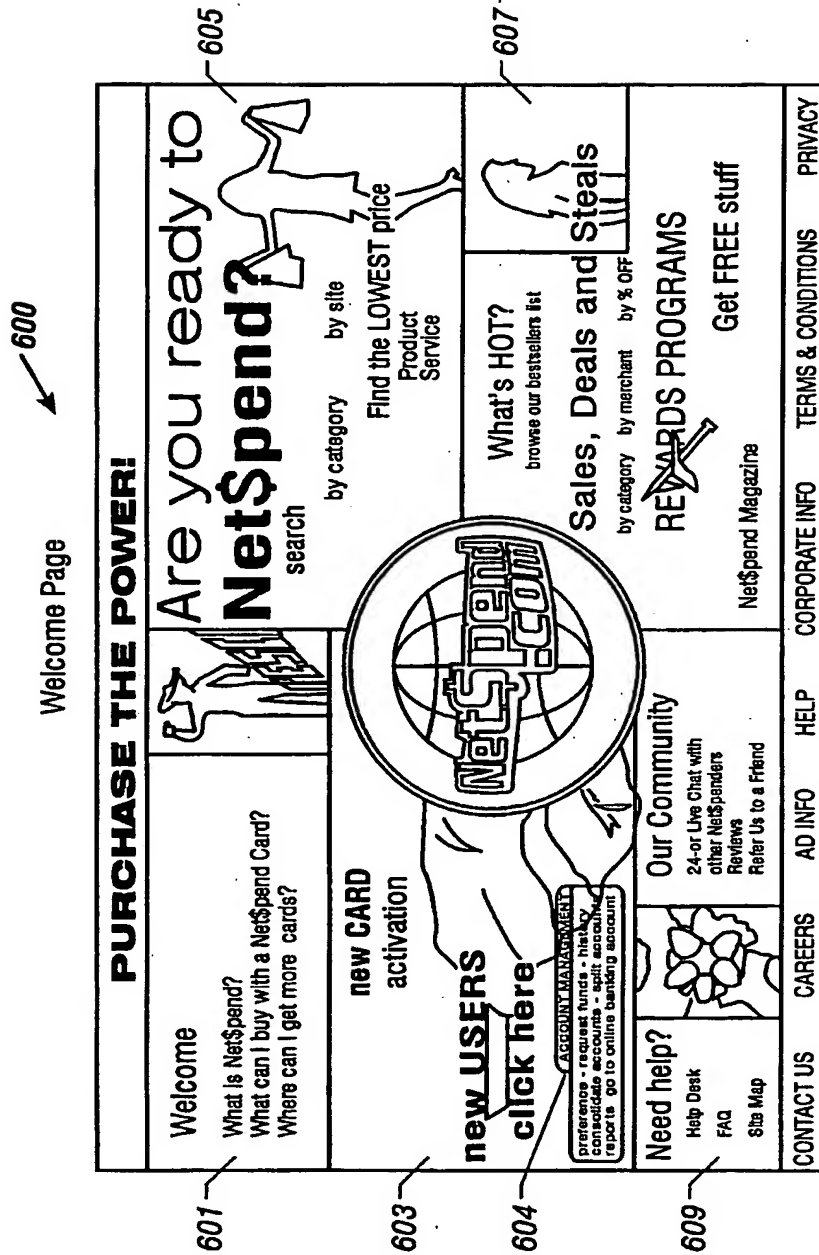 600
Welcome Page
PURCHASE THE POWER!
601
Welcome
What is Net$pend?
What can I buy with a Net$pend Card?
Where can I get more cards?
605
Are you ready to
Net$pend?
search
by category by site
Find the LOWEST price
Product
Service
603
new CARD
activation
new USERS
click here
604
ACCOUNT MANAGEMENT
preference - request funds - history
consolidate accounts - split accounts
reports go to online banking account
Net$pend
.com
607
What's HOT?
browse our bestsellers list
Sales, Deals and Steals
by category by merchant by % OFF
REWARDS PROGRAMS
Get FREE stuff
Net$pend Magazine
609
Need help?
Help Desk
FAQ
Site Map
Our Community
24-or Live Chat with
other Net$penders
Reviews
Refer Us to a Friend
CONTACT US CAREERS AD INFO HELP CORPORATE INFO TERMS & CONDITIONS PRIVACY